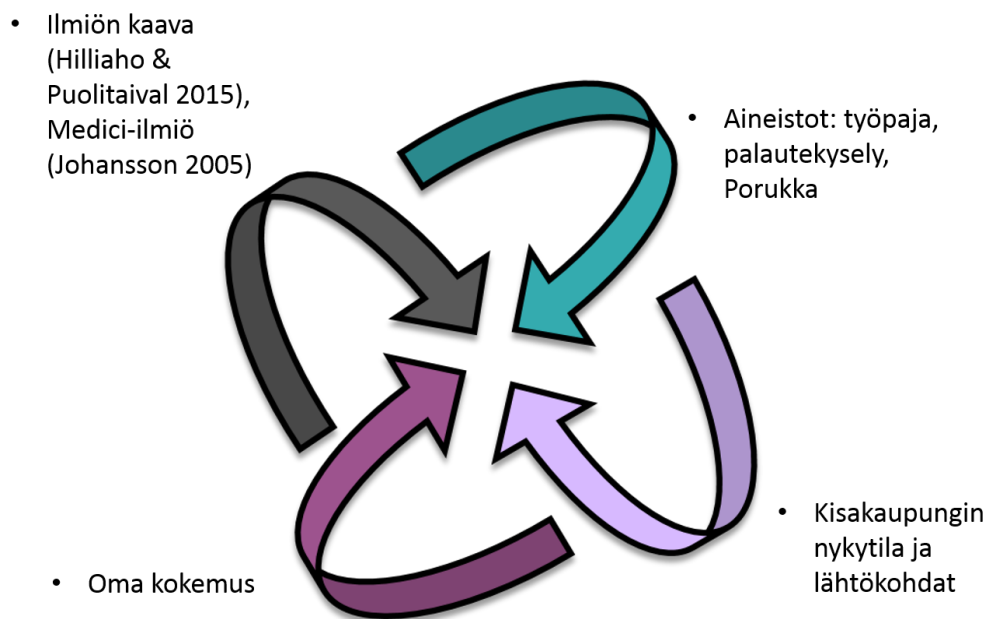 • Ilmiön kaava
(Hilliaho &
Puolitaival 2015),
Medici-ilmiö
(Johansson 2005)
• Aineistot: työpaja,
palautekysely,
Porukka
• Kisakaupungin
nykytila ja
lähtökohdat
• Oma kokemus